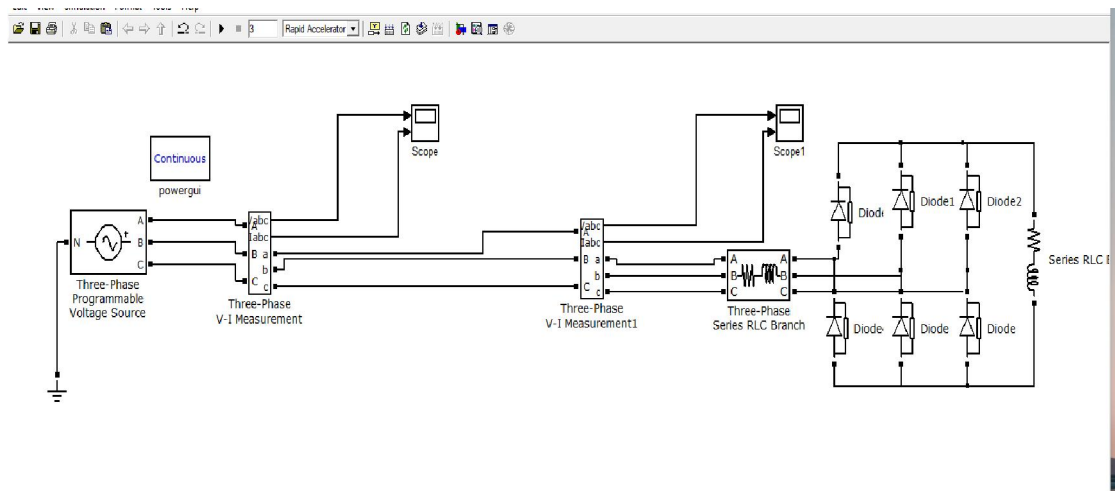 3
Rapid Accelerator
Continuous
powergui
Scope
Scope1
N
A
B
C
Three-Phase
Programmable
Voltage Source
Vabc
A
Iabc
B a
b
C
c
Three-Phase
V-I Measurement
Vabc
A
Iabc
B a
b
C
c
Three-Phase
V-I Measurement1
A A
B B
C C
Three-Phase
Series RLC Branch
Diode1
Diode2
Series RLC
Diode
Diode